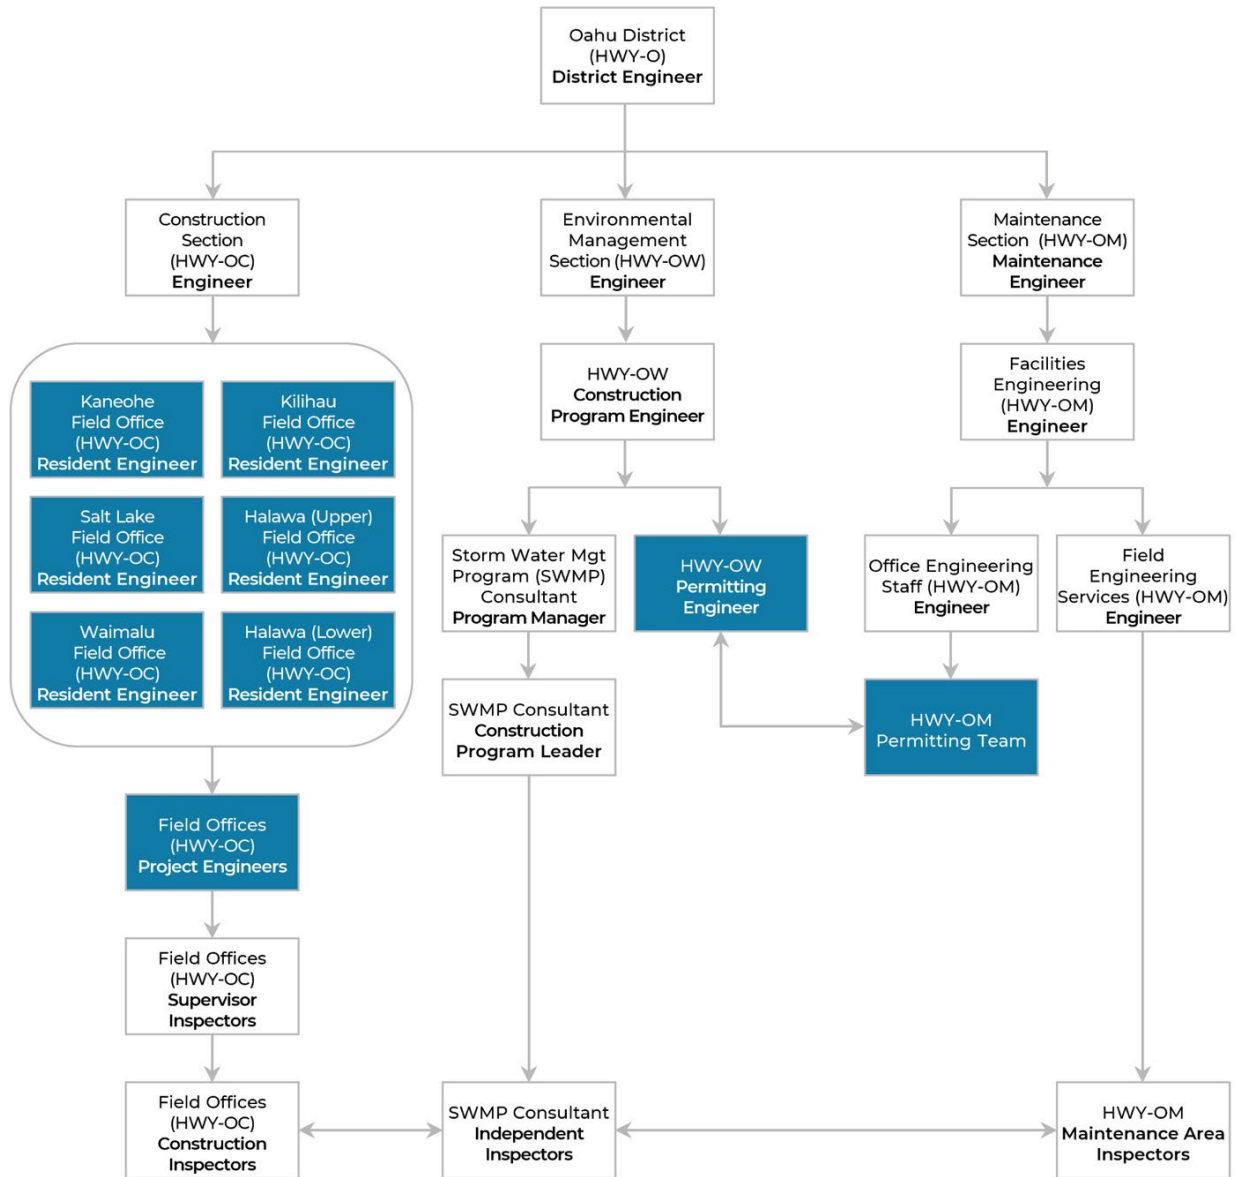 Oahu District
(HWY-O)
District Engineer
Construction
Section
(HWY-OC)
Engineer
Environmental
Management
Section (HWY-OW)
Engineer
Maintenance
Section (HWY-OM)
Maintenance
Engineer
Kaneohe
Field Office
(HWY-OC)
Resident Engineer
Kilihau
Field Office
(HWY-OC)
Resident Engineer
Salt Lake
Field Office
(HWY-OC)
Resident Engineer
Halawa (Upper)
Field Office
(HWY-OC)
Resident Engineer
Waimalu
Field Office
(HWY-OC)
Resident Engineer
Halawa (Lower)
Field Office
(HWY-OC)
Resident Engineer
HWY-OW
Construction
Program Engineer
Facilities
Engineering
(HWY-OM)
Engineer
Storm Water Mgt
Program (SWMP)
Consultant
Program Manager
HWY-OW
Permitting
Engineer
Office Engineering
Staff (HWY-OM)
Engineer
Field
Engineering
Services (HWY-OM)
Engineer
SWMP Consultant
Construction
Program Leader
HWY-OM
Permitting Team
Field Offices
(HWY-OC)
Project Engineers
Field Offices
(HWY-OC)
Supervisor
Inspectors
Field Offices
(HWY-OC)
Construction
Inspectors
SWMP Consultant
Independent
Inspectors
HWY-OM
Maintenance Area
Inspectors